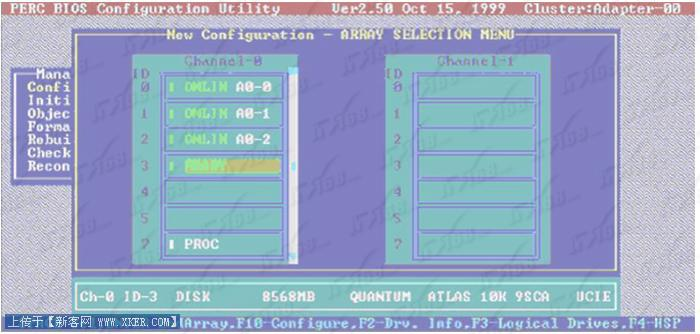 PERC BIOS Configuration Utility Ver2.50 Oct 15, 1999 Cluster:Adapter-00
New Configuration - ARRAY SELECTION MENU
Channel-0 Channel-1
ID ID
Mana
Confi 0 ONLIN A0-0 0
Initi
Objec 1 ONLIN A0-1 1
Forma
Rebui 2 ONLIN A0-2 2
Check
Recon 3 READY 3
4 4
5 5
7 PROC 7
Ch-0 ID-3 DISK 8568MB QUANTUM ATLAS 10K 9SCA UCIE
上传于【新客网 www.xker.com】 Array,F10-Configure,F2-Drv. Info,F3-Logical Drives,F4-HSP